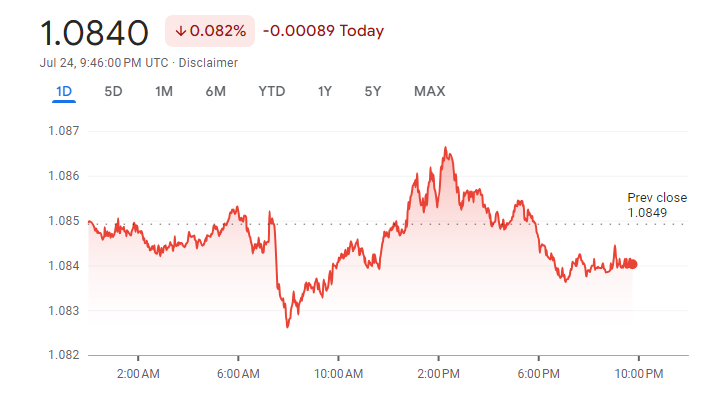 1.0840 ↓ 0.082% -0.00089 Today
Jul 24, 9:46:00 PM UTC · Disclaimer
1D 5D 1M 6M YTD 1Y 5Y MAX
1.087
1.086
Prev close
1.0849
1.085
1.084
1.083
1.082
2:00 AM 6:00 AM 10:00 AM 2:00 PM 6:00 PM 10:00 PM